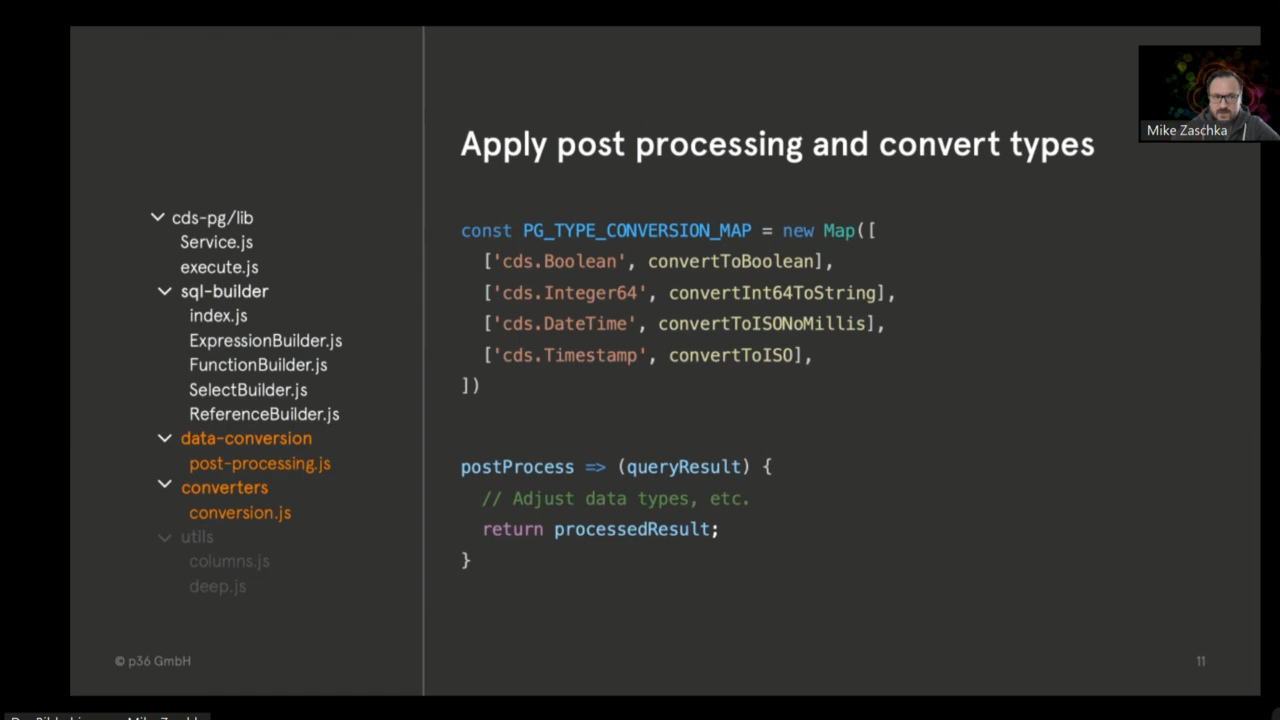 Apply post processing and convert types
Mike Zaschka
cds-pg/lib
Service.js
execute.js
sql-builder
index.js
ExpressionBuilder.js
FunctionBuilder.js
SelectBuilder.js
ReferenceBuilder.js
data-conversion
post-processing.js
converters
conversion.js
utils
columns.js
deep.js
const PG_TYPE_CONVERSION_MAP = new Map([
['cds.Boolean', convertToBoolean],
['cds.Integer64', convertInt64ToString],
['cds.DateTime', convertToISONoMillis],
['cds.Timestamp', convertToISO],
])
postProcess => (queryResult) {
// Adjust data types, etc.
return processedResult;
}
© p36 GmbH
11